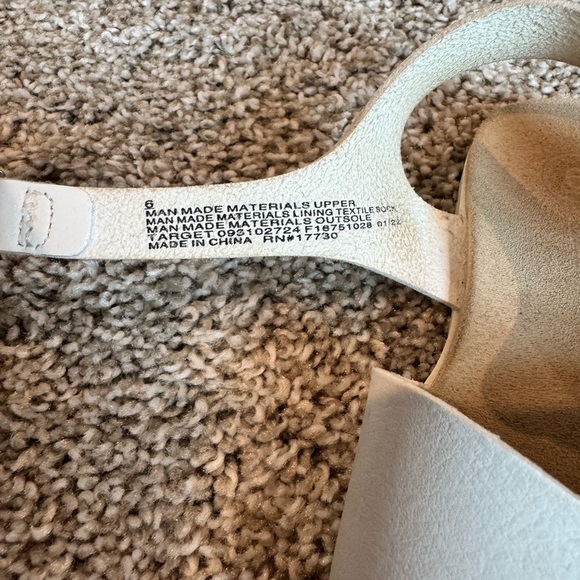 6
MAN MADE MATERIALS UPPER
MAN MADE MATERIALS LINING TEXTILE SOCK
MAN MADE MATERIALS OUTSOLE
TARGET 093102724 F18751028 01/22
MADE IN CHINA RN#17730